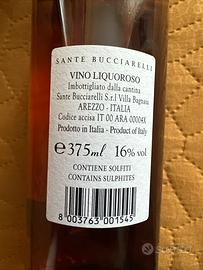 SANTE BUCCIARELLI
VINO LIQUOROSO
Imbottigliato dalla cantina
Sante Bucciarelli S.r.l Villa Bagnaia
AREZZO - ITALIA
Codice accisa IT 00 ARA 00004X
Prodotto in Italia - Product of Italy
℮ 375ml 16% vol
CONTIENE SOLFITI
CONTAINS SULPHITES
8 003763 001545
subito